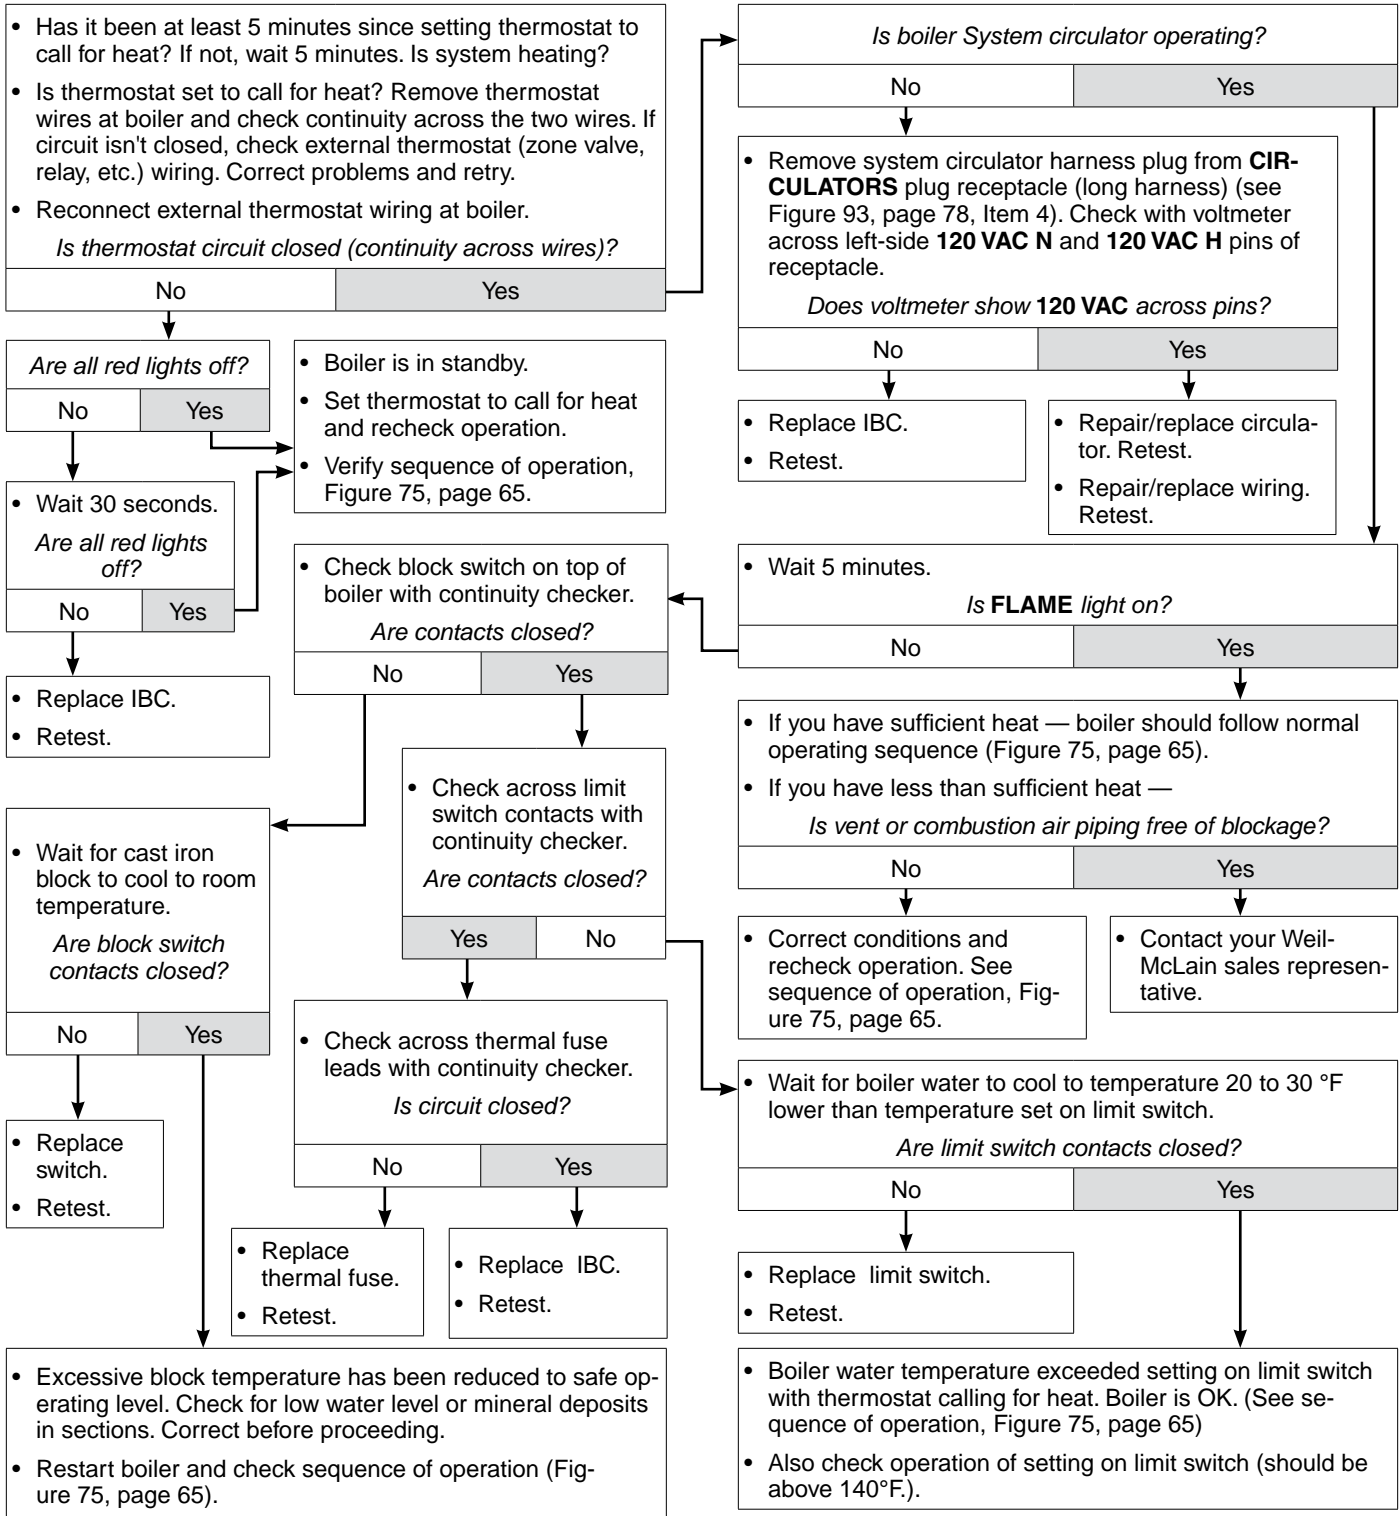 • Has it been at least 5 minutes since setting thermostat to
call for heat? If not, wait 5 minutes. Is system heating?
• Is thermostat set to call for heat? Remove thermostat
wires at boiler and check continuity across the two wires. If
circuit isn't closed, check external thermostat (zone valve,
relay, etc.) wiring. Correct problems and retry.
• Reconnect external thermostat wiring at boiler.
Is thermostat circuit closed (continuity across wires)?
No
Yes
Are all red lights off?
No
Yes
• Boiler is in standby.
• Set thermostat to call for heat
and recheck operation.
• Verify sequence of operation,
Figure 75, page 65.
• Wait 30 seconds.
Are all red lights
off?
No
Yes
• Replace IBC.
• Retest.
Is boiler System circulator operating?
No
Yes
• Remove system circulator harness plug from CIR-
CULATORS plug receptacle (long harness) (see
Figure 93, page 78, Item 4). Check with voltmeter
across left-side 120 VAC N and 120 VAC H pins of
receptacle.
Does voltmeter show 120 VAC across pins?
No
Yes
• Replace IBC.
• Retest.
• Repair/replace circula-
tor. Retest.
• Repair/replace wiring.
Retest.
• Wait 5 minutes.
Is FLAME light on?
No
Yes
• Check block switch on top of
boiler with continuity checker.
Are contacts closed?
No
Yes
• If you have sufficient heat — boiler should follow normal
operating sequence (Figure 75, page 65).
• If you have less than sufficient heat —
Is vent or combustion air piping free of blockage?
No
Yes
• Correct conditions and
recheck operation. See
sequence of operation, Fig-
ure 75, page 65.
• Contact your Weil-
McLain sales represen-
tative.
• Check across limit
switch contacts with
continuity checker.
Are contacts closed?
Yes
No
• Wait for cast iron
block to cool to room
temperature.
Are block switch
contacts closed?
No
Yes
• Replace
switch.
• Retest.
• Check across thermal fuse
leads with continuity checker.
Is circuit closed?
No
Yes
• Replace
thermal fuse.
• Retest.
• Replace IBC.
• Retest.
• Wait for boiler water to cool to temperature 20 to 30 °F
lower than temperature set on limit switch.
Are limit switch contacts closed?
No
Yes
• Replace limit switch.
• Retest.
• Excessive block temperature has been reduced to safe op-
erating level. Check for low water level or mineral deposits
in sections. Correct before proceeding.
• Restart boiler and check sequence of operation (Fig-
ure 75, page 65).
• Boiler water temperature exceeded setting on limit switch
with thermostat calling for heat. Boiler is OK. (See se-
quence of operation, Figure 75, page 65)
• Also check operation of setting on limit switch (should be
above 140°F.).